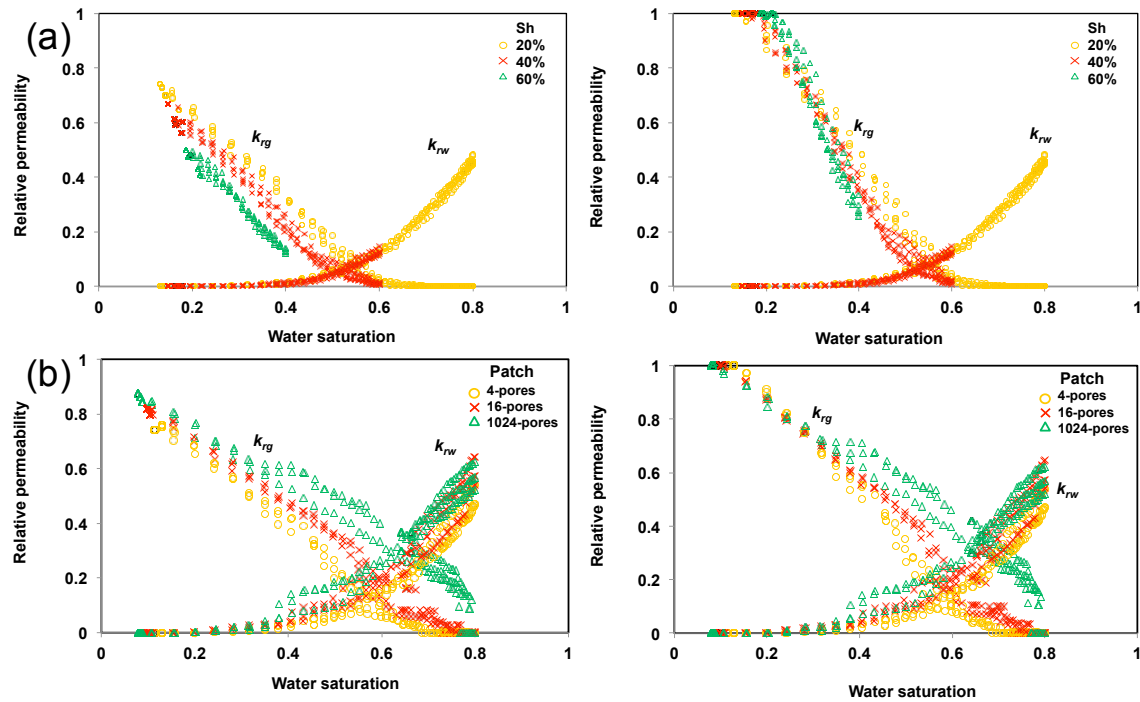 (a)
Relative permeability
1
0.8
0.6
0.4
0.2
0
0
0.2
0.4
0.6
0.8
1
Water saturation
Sh
20%
40%
60%
krg
krw
Relative permeability
1
0.8
0.6
0.4
0.2
0
0
0.2
0.4
0.6
0.8
1
Water saturation
Sh
20%
40%
60%
krg
krw
(b)
Relative permeability
1
0.8
0.6
0.4
0.2
0
0
0.2
0.4
0.6
0.8
1
Water saturation
Patch
4-pores
16-pores
1024-pores
krg
krw
Relative permeability
1
0.8
0.6
0.4
0.2
0
0
0.2
0.4
0.6
0.8
1
Water saturation
Patch
4-pores
16-pores
1024-pores
krg
krw